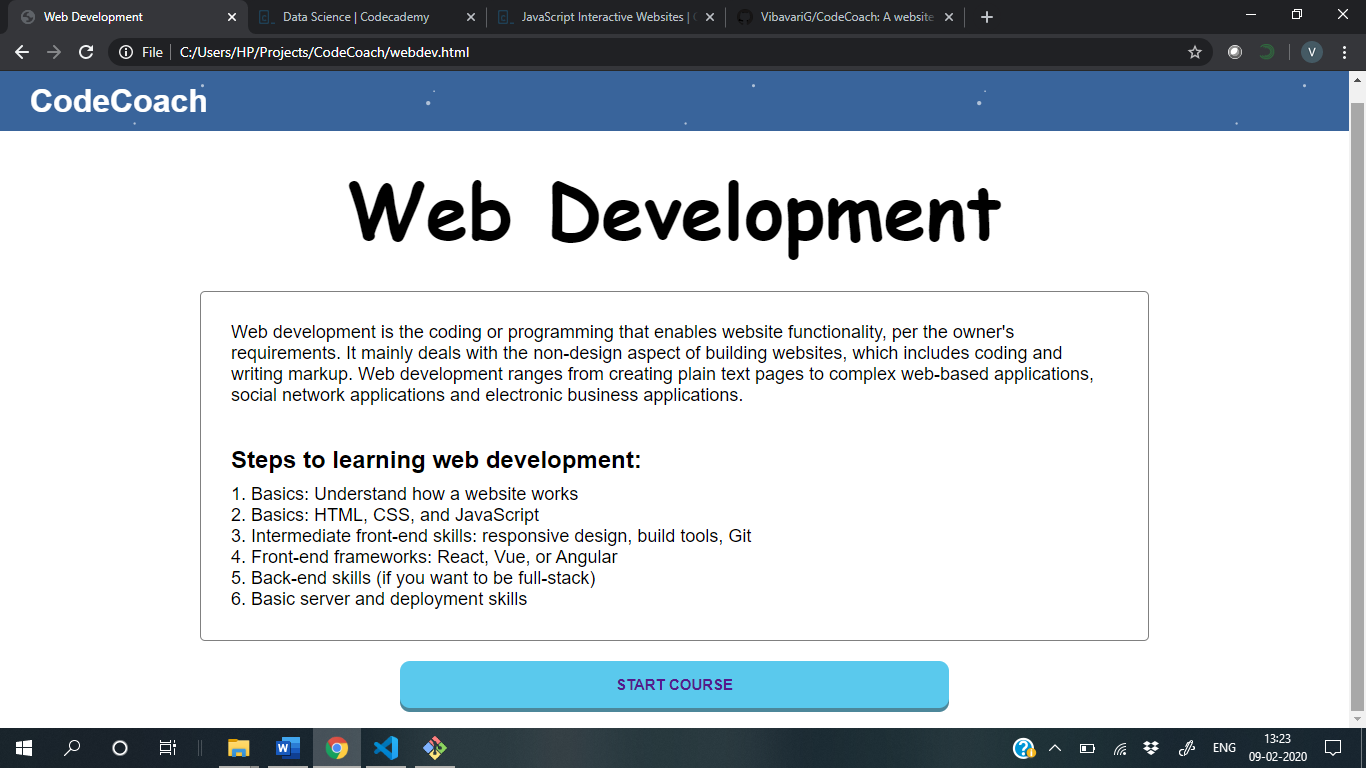 Web Development
Data Science | Codecademy
JavaScript Interactive Websites |
VibavariG/CodeCoach: A website
File
C:/Users/HP/Projects/CodeCoach/webdev.html
V
CodeCoach
Web Development
Web development is the coding or programming that enables website functionality, per the owner's
requirements. It mainly deals with the non-design aspect of building websites, which includes coding and
writing markup. Web development ranges from creating plain text pages to complex web-based applications,
social network applications and electronic business applications.
Steps to learning web development:
1. Basics: Understand how a website works
2. Basics: HTML, CSS, and JavaScript
3. Intermediate front-end skills: responsive design, build tools, Git
4. Front-end frameworks: React, Vue, or Angular
5. Back-end skills (if you want to be full-stack)
6. Basic server and deployment skills
START COURSE
ENG
13:23
09-02-2020